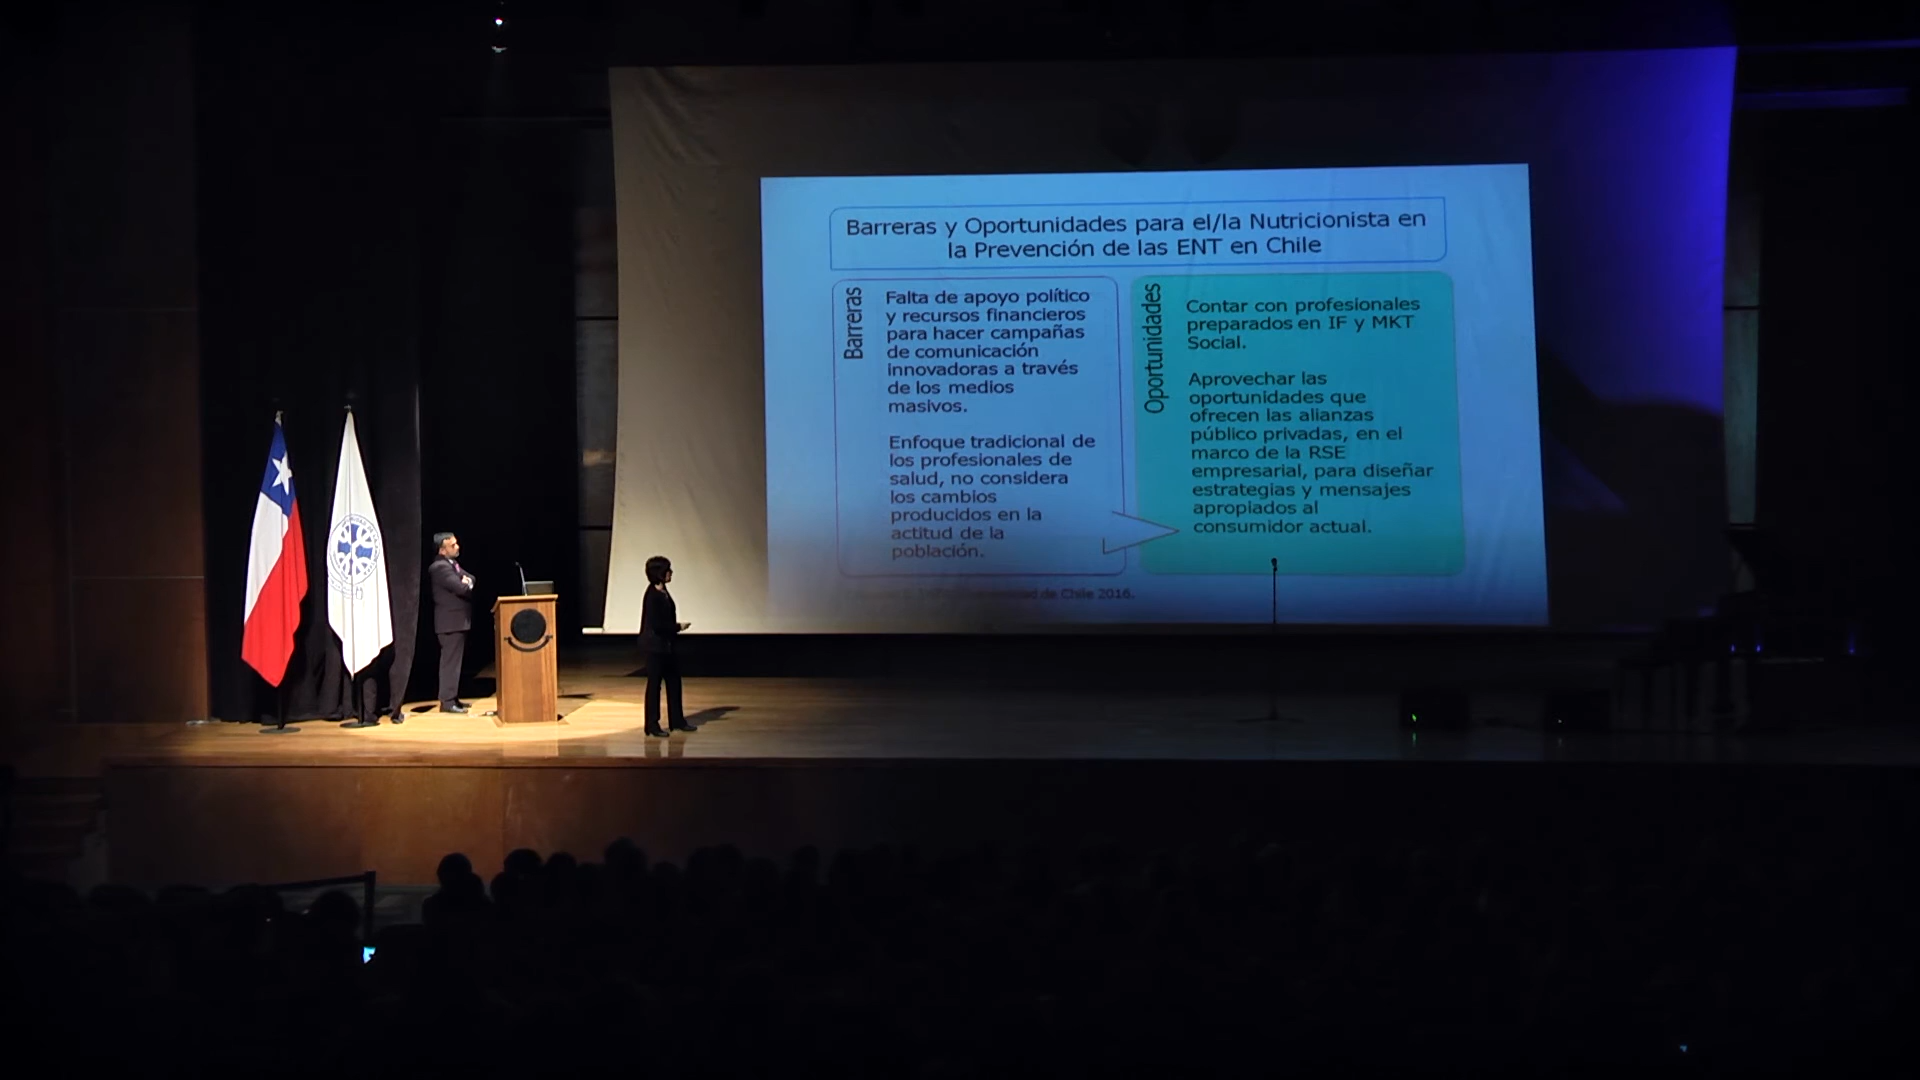 Barreras y Oportunidades para el/la Nutricionista en
la Prevención de las ENT en Chile
Barreras
Falta de apoyo político
y recursos financieros
para hacer campañas
de comunicación
innovadoras a través
de los medios
masivos.
Enfoque tradicional de
los profesionales de
salud, no considera
los cambios
producidos en la
actitud de la
población.
Oportunidades
Contar con profesionales
preparados en IF y MKT
Social.
Aprovechar las
oportunidades que
ofrecen las alianzas
público privadas, en el
marco de la RSE
empresarial, para diseñar
estrategias y mensajes
apropiados al
consumidor actual.
de Chile 2016.